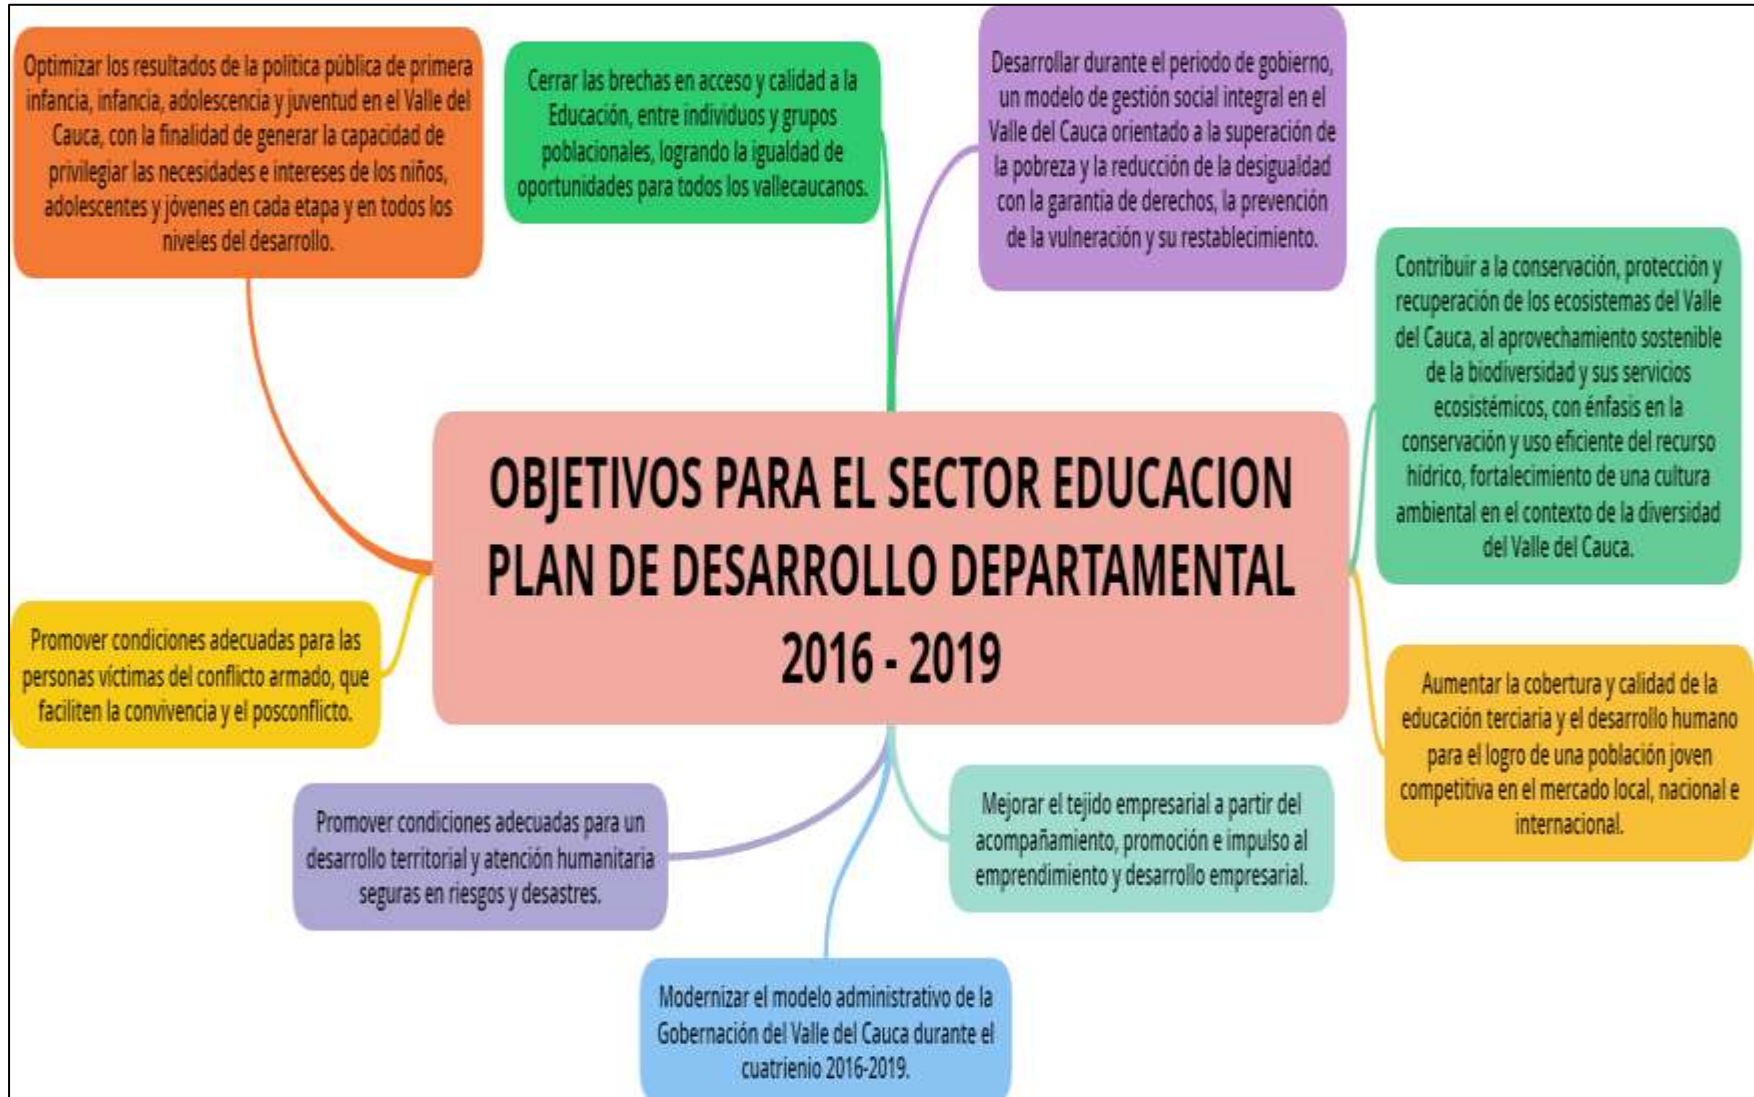 Optimizar los resultados de la política pública de primera
infancia, infancia, adolescencia y juventud en el Valle del
Cauca, con la finalidad de generar la capacidad de
privilegiar las necesidades e intereses de los niños,
adolescentes y jóvenes en cada etapa y en todos los
niveles del desarrollo.
Cerrar las brechas en acceso y calidad a la
Educación, entre individuos y grupos
poblacionales, logrando la igualdad de
oportunidades para todos los vallecaucanos.
Desarrollar durante el periodo de gobierno,
un modelo de gestión social integral en el
Valle del Cauca orientado a la superación de
la pobreza y la reducción de la desigualdad
con la garantía de derechos, la prevención
de la vulneración y su restablecimiento.
Contribuir a la conservación, protección y
recuperación de los ecosistemas del Valle
del Cauca, al aprovechamiento sostenible
de la biodiversidad y sus servicios
ecosistémicos, con énfasis en la
conservación y uso eficiente del recurso
hídrico, fortalecimiento de una cultura
ambiental en el contexto de la diversidad
del Valle del Cauca.
OBJETIVOS PARA EL SECTOR EDUCACION
PLAN DE DESARROLLO DEPARTAMENTAL
2016 - 2019
Promover condiciones adecuadas para las
personas víctimas del conflicto armado, que
faciliten la convivencia y el posconflicto.
Aumentar la cobertura y calidad de la
educación terciaria y el desarrollo humano
para el logro de una población joven
competitiva en el mercado local, nacional e
internacional.
Promover condiciones adecuadas para un
desarrollo territorial y atención humanitaria
seguras en riesgos y desastres.
Mejorar el tejido empresarial a partir del
acompañamiento, promoción e impulso al
emprendimiento y desarrollo empresarial.
Modernizar el modelo administrativo de la
Gobernación del Valle del Cauca durante el
cuatrienio 2016-2019.